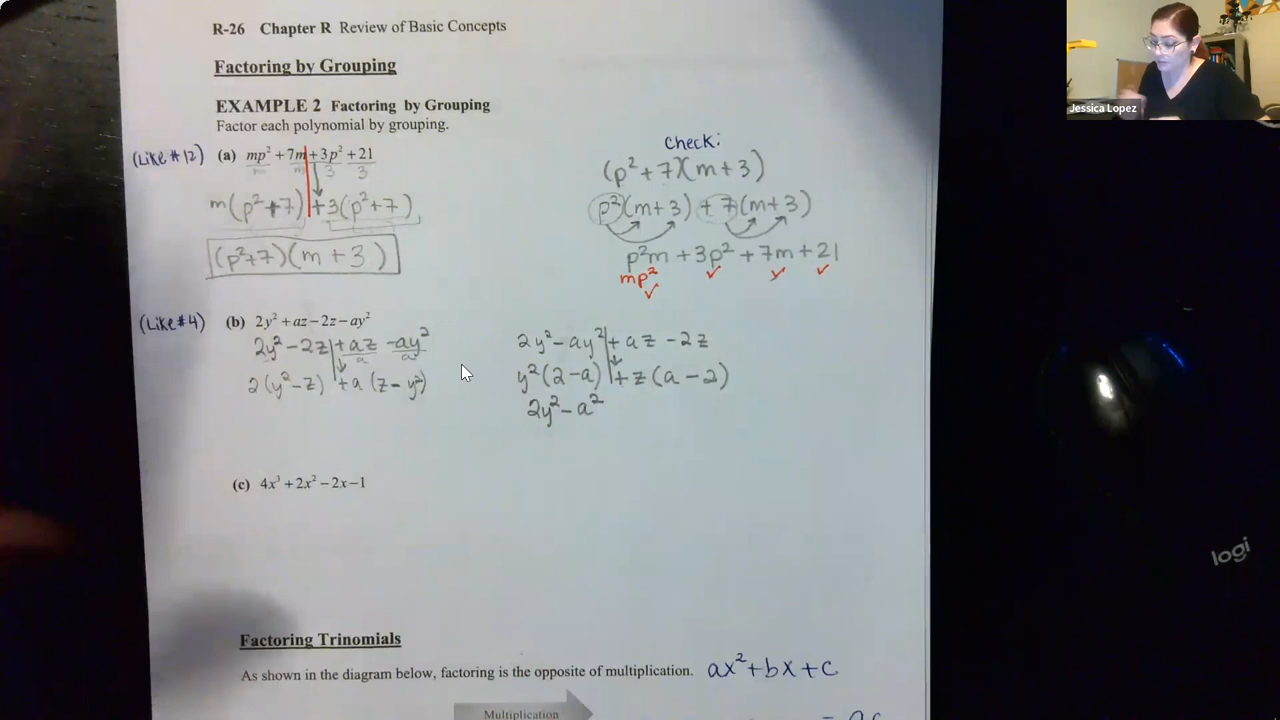 R-26 Chapter R Review of Basic Concepts
Jessica Lopez
Factoring by Grouping
EXAMPLE 2 Factoring by Grouping
Factor each polynomial by grouping.
(Like #12) (a) mp² + 7m + 3p² + 21
m m 3 3
m(p² + 7) + 3(p² + 7)
(p²+7)(m + 3)
Check:
(p² + 7)(m + 3)
p²(m + 3) + 7(m + 3)
p²m + 3p² + 7m + 21
mp²
(Like #4) (b) 2y² + az − 2z − ay²
2y² − 2z + az − ay²
a a
2(y² − z) + a(z − y²)
2y² − ay² + az − 2z
y²(2 − a) + z(a − 2)
2y² − a²
(c) 4x³ + 2x² − 2x − 1
logi
Factoring Trinomials
As shown in the diagram below, factoring is the opposite of multiplication. ax² + bx + c
Multiplication